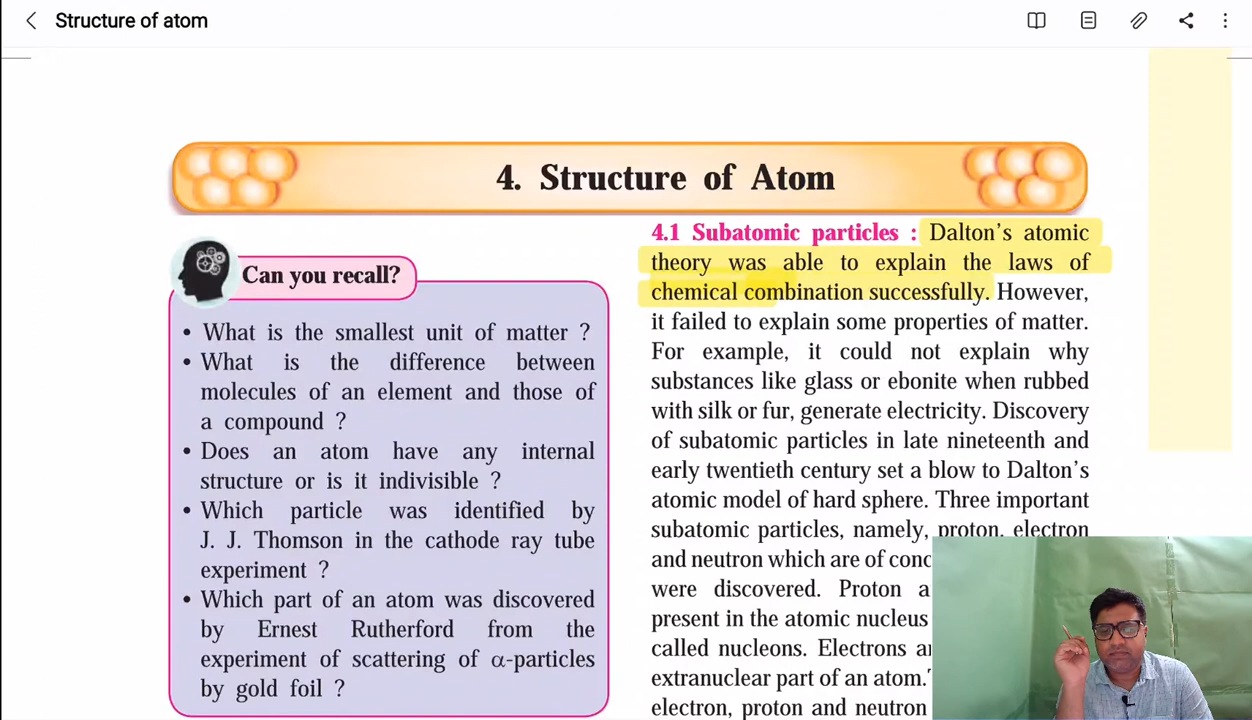 Structure of atom
4. Structure of Atom
Can you recall?
• What is the smallest unit of matter ?
• What is the difference between
molecules of an element and those of
a compound ?
• Does an atom have any internal
structure or is it indivisible ?
• Which particle was identified by
J. J. Thomson in the cathode ray tube
experiment ?
• Which part of an atom was discovered
by Ernest Rutherford from the
experiment of scattering of α-particles
by gold foil ?
4.1 Subatomic particles : Dalton's atomic
theory was able to explain the laws of
chemical combination successfully. However,
it failed to explain some properties of matter.
For example, it could not explain why
substances like glass or ebonite when rubbed
with silk or fur, generate electricity. Discovery
of subatomic particles in late nineteenth and
early twentieth century set a blow to Dalton's
atomic model of hard sphere. Three important
subatomic particles, namely, proton, electron
and neutron which are of
were discovered. Proton
present in the atomic nucleus
called nucleons. Electrons
extranuclear part of an atom.
electron, proton and neutron